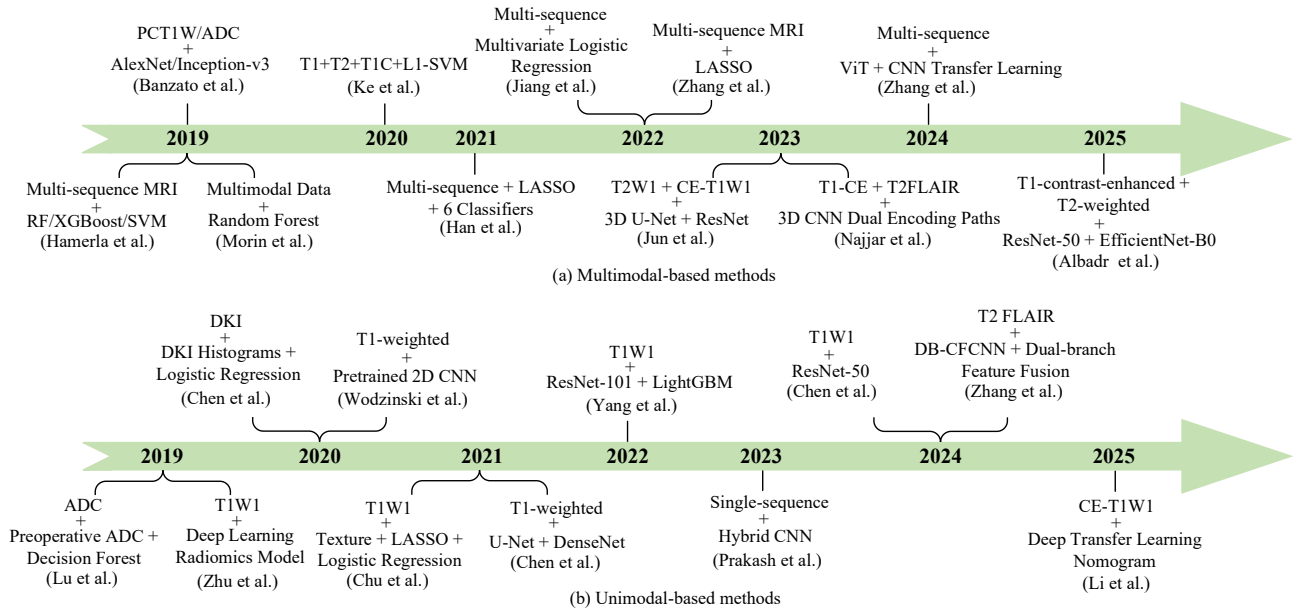 PCT1W/ADC
+
AlexNet/Inception-v3
(Banzato et al.)
T1+T2+T1C+L1-SVM
(Ke et al.)
Multi-sequence
+
Multivariate Logistic
Regression
(Jiang et al.)
Multi-sequence MRI
+
LASSO
(Zhang et al.)
Multi-sequence
+
ViT + CNN Transfer Learning
(Zhang et al.)
2019
2020
2021
2022
2023
2024
2025
Multi-sequence MRI
+
RF/XGBoost/SVM
(Hamerla et al.)
Multimodal Data
+
Random Forest
(Morin et al.)
Multi-sequence + LASSO
+ 6 Classifiers
(Han et al.)
T2W1 + CE-T1W1
+
3D U-Net + ResNet
(Jun et al.)
T1-CE + T2FLAIR
+
3D CNN Dual Encoding Paths
(Najjar et al.)
T1-contrast-enhanced +
T2-weighted
+
ResNet-50 + EfficientNet-B0
(Albadr et al.)
(a) Multimodal-based methods
DKI
+
DKI Histograms +
Logistic Regression
(Chen et al.)
T1-weighted
+
Pretrained 2D CNN
(Wodzinski et al.)
T1W1
+
ResNet-101 + LightGBM
(Yang et al.)
T1W1
+
ResNet-50
(Chen et al.)
T2 FLAIR
+
DB-CFCNN + Dual-branch
Feature Fusion
(Zhang et al.)
2019
2020
2021
2022
2023
2024
2025
ADC
+
Preoperative ADC +
Decision Forest
(Lu et al.)
T1W1
+
Deep Learning
Radiomics Model
(Zhu et al.)
T1W1
+
Texture + LASSO +
Logistic Regression
(Chu et al.)
T1-weighted
+
U-Net + DenseNet
(Chen et al.)
Single-sequence
+
Hybrid CNN
(Prakash et al.)
CE-T1W1
+
Deep Transfer Learning
Nomogram
(Li et al.)
(b) Unimodal-based methods